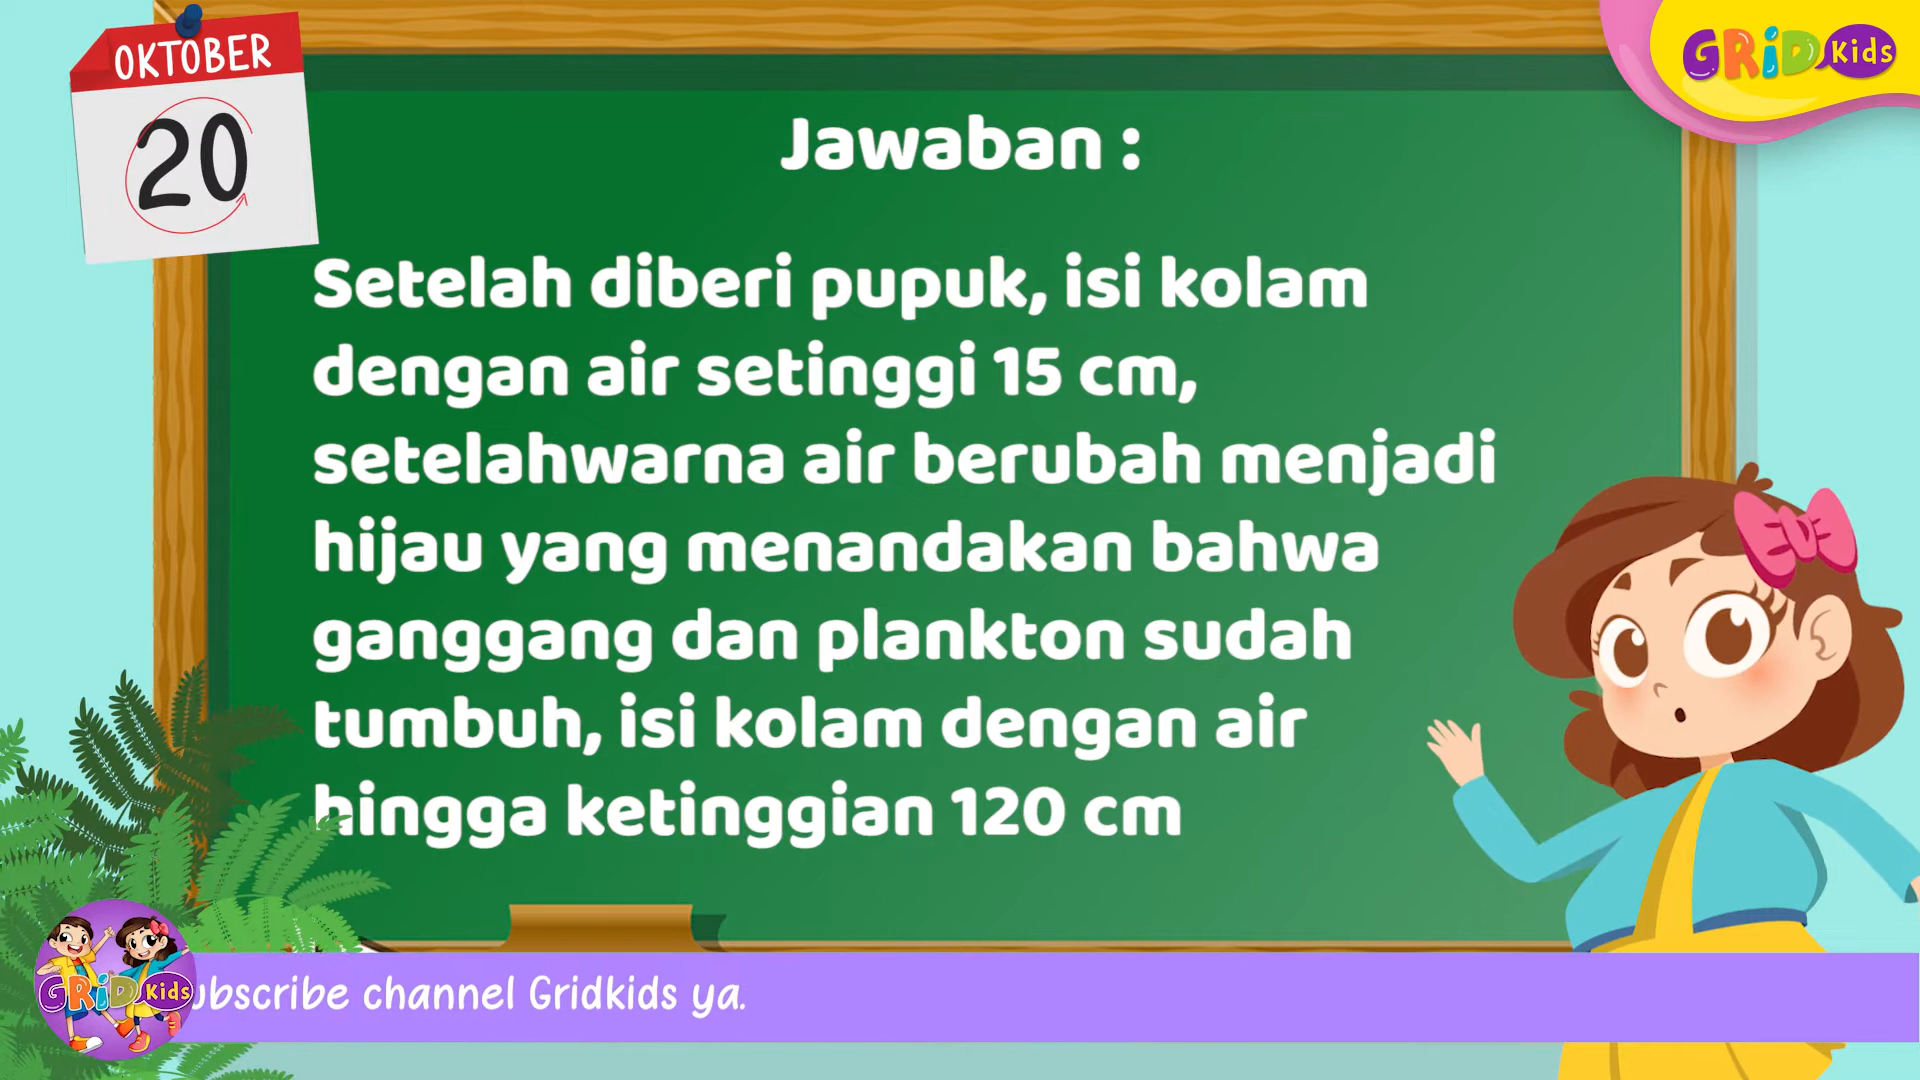 OKTOBER
20
GRiD Kids
Jawaban :
Setelah diberi pupuk, isi kolam
dengan air setinggi 15 cm,
setelahwarna air berubah menjadi
hijau yang menandakan bahwa
ganggang dan plankton sudah
tumbuh, isi kolam dengan air
hingga ketinggian 120 cm
GRiD Kids
ubscribe channel Gridkids ya.